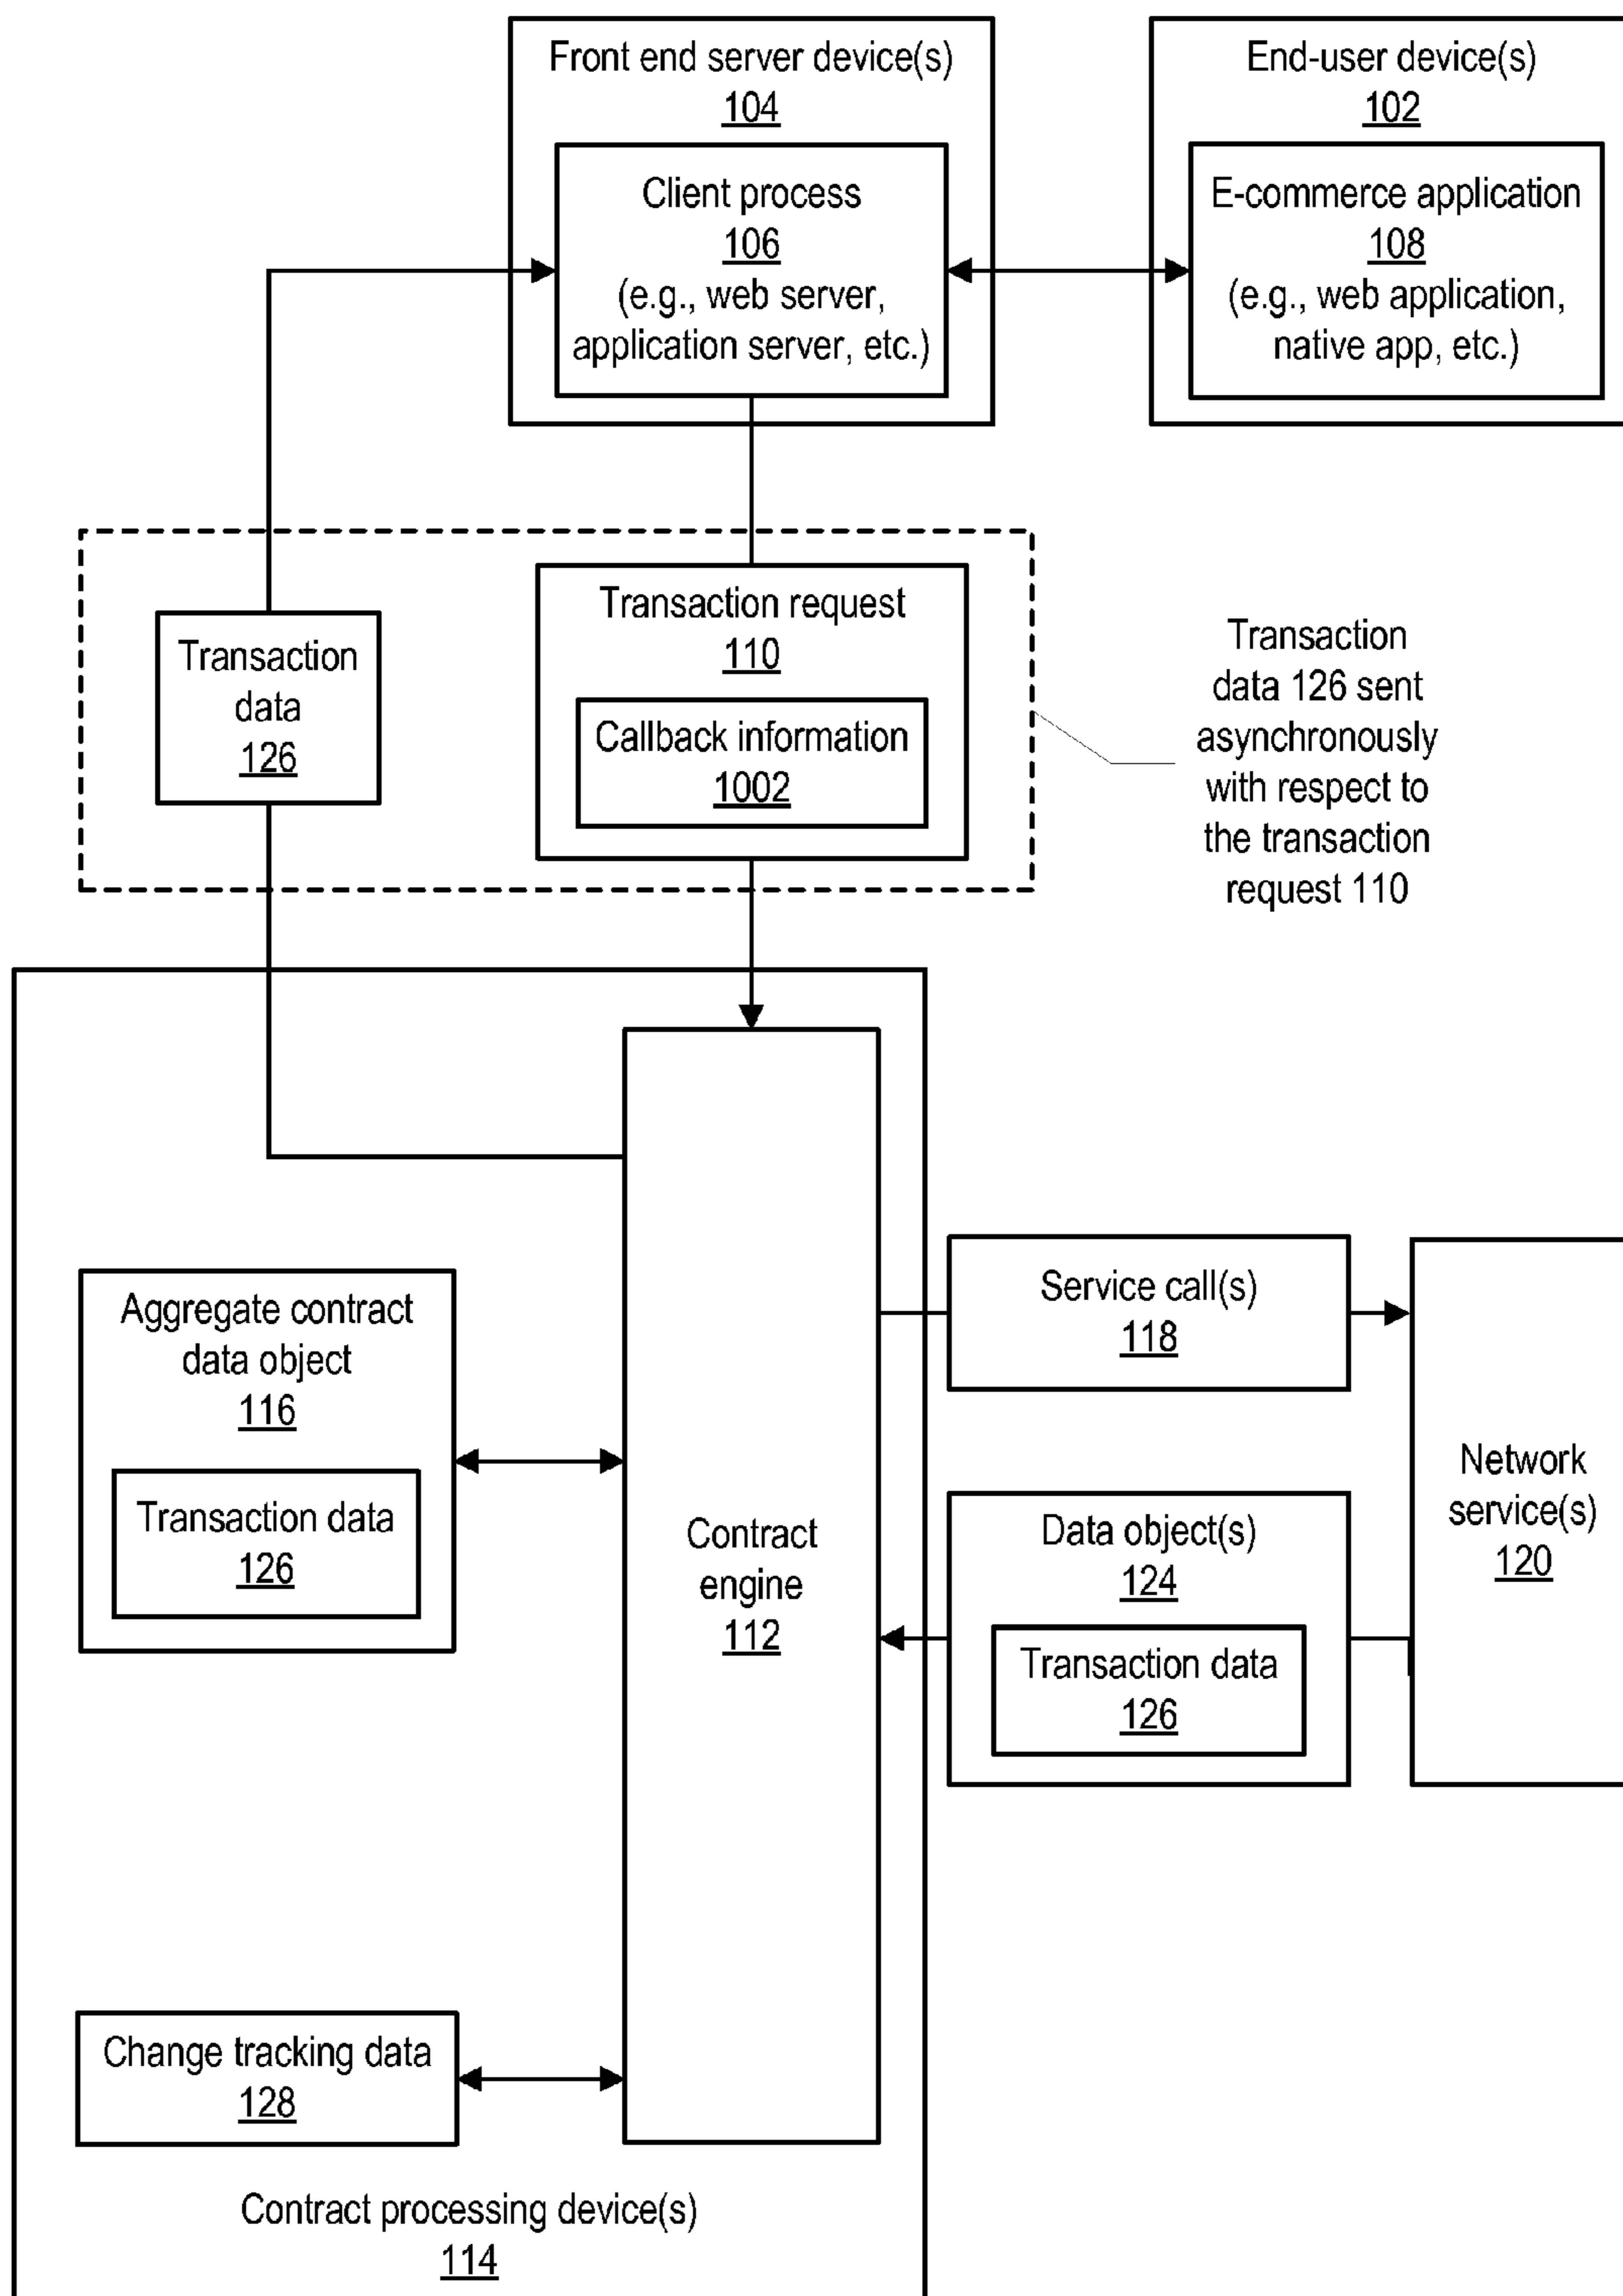 Front end server device(s)
104
Client process
106
(e.g., web server,
application server, etc.)
End-user device(s)
102
E-commerce application
108
(e.g., web application,
native app, etc.)
Transaction
data
126
Transaction request
110
Callback information
1002
Transaction
data 126 sent
asynchronously
with respect to
the transaction
request 110
Contract
engine
112
Aggregate contract
data object
116
Transaction data
126
Service call(s)
118
Data object(s)
124
Transaction data
126
Network
service(s)
120
Change tracking data
128
Contract processing device(s)
114